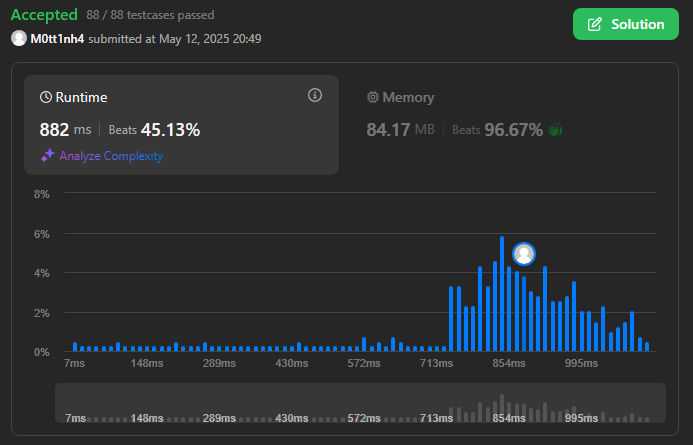 Accepted 88 / 88 testcases passed
Solution
M0tt1nh4 submitted at May 12, 2025 20:49
Runtime
882 ms | Beats 45.13%
Analyze Complexity
Memory
84.17 MB | Beats 96.67%
8%
6%
4%
2%
0%
7ms 148ms 289ms 430ms 572ms 713ms 854ms 995ms
7ms 148ms 289ms 430ms 572ms 713ms 854ms 995ms